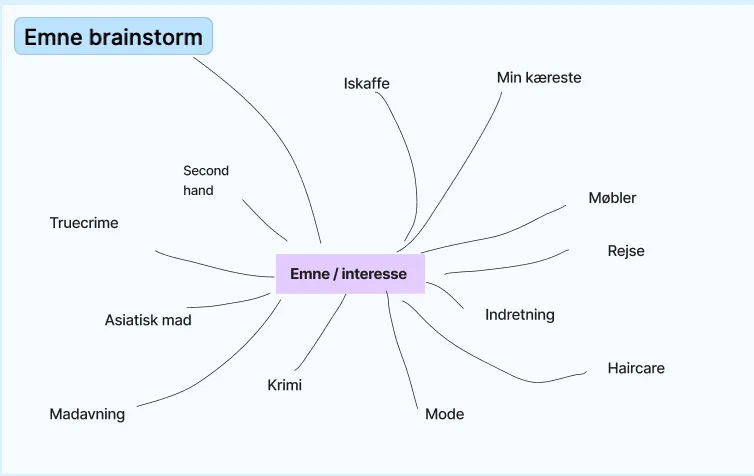 Emne brainstorm
Iskaffe
Min kæreste
Second
hand
Møbler
Truecrime
Rejse
Emne / interesse
Indretning
Asiatisk mad
Haircare
Krimi
Madavning
Mode